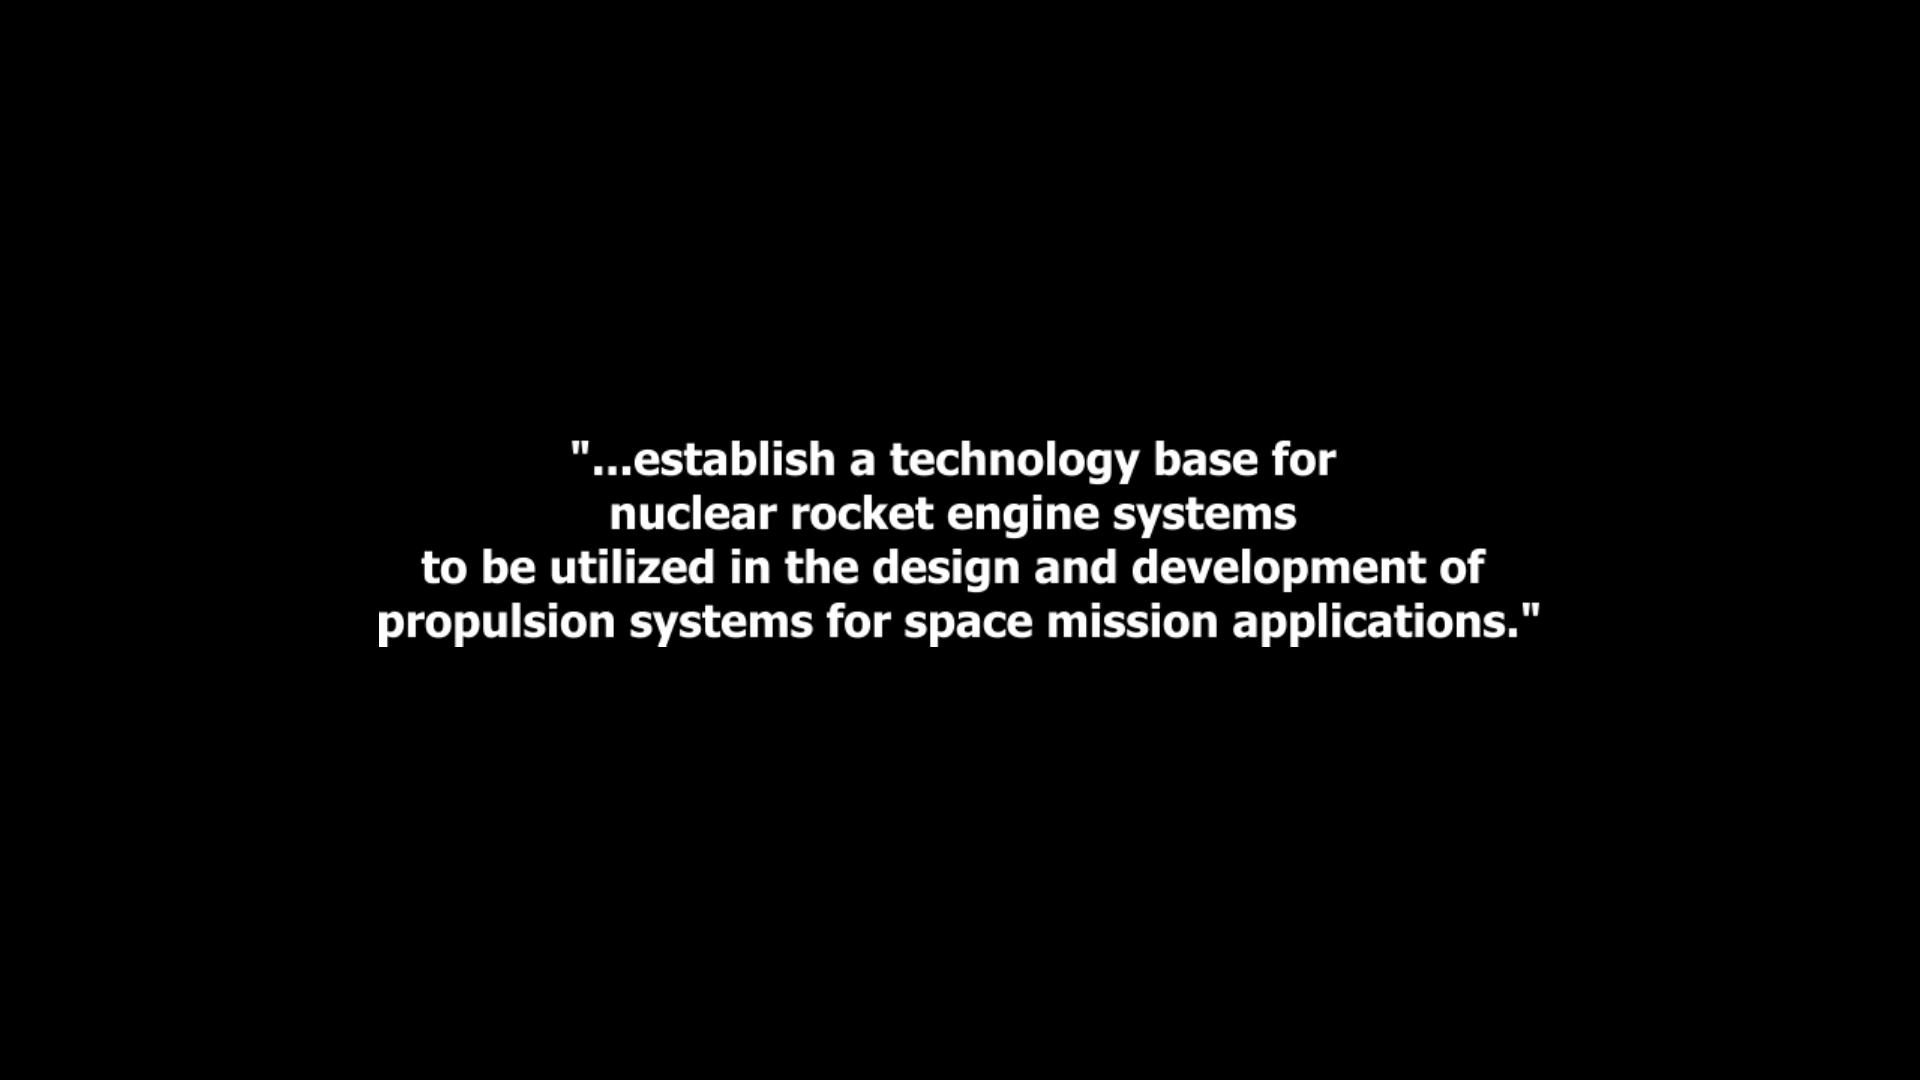 "...establish a technology base for
nuclear rocket engine systems
to be utilized in the design and development of
propulsion systems for space mission applications."